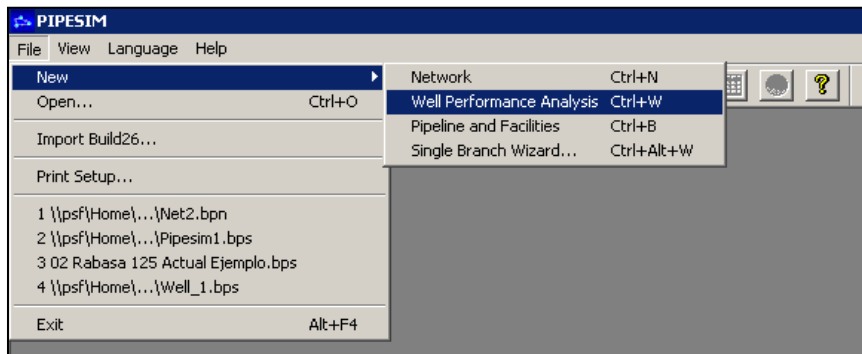 PIPESIM
File View Language Help
New
Open... Ctrl+O
Import Build26...
Print Setup...
1 \\psf\Home\...\Net2.bpn
2 \\psf\Home\...\Pipesim1.bps
3 02 Rabasa 125 Actual Ejemplo.bps
4 \\psf\Home\...\Well_1.bps
Exit Alt+F4
Network Ctrl+N
Well Performance Analysis Ctrl+W
Pipeline and Facilities Ctrl+B
Single Branch Wizard... Ctrl+Alt+W
?